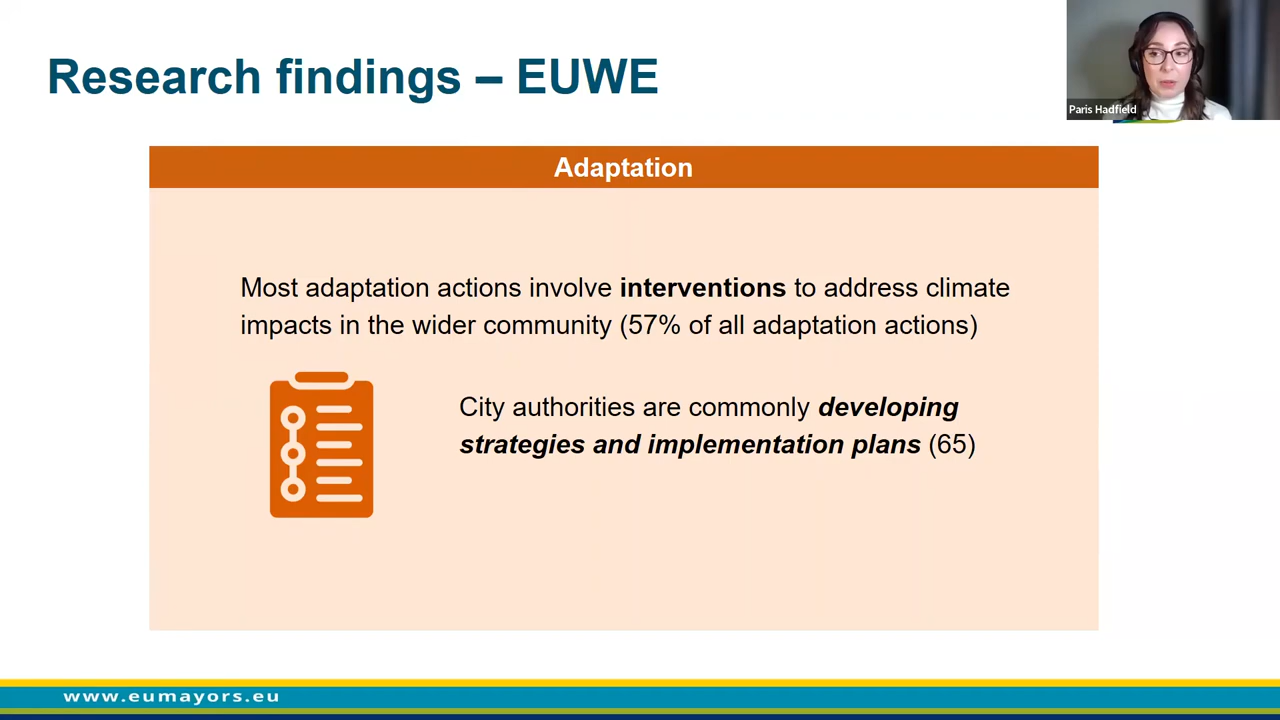 Research findings – EUWE
Paris Hadfield
Adaptation
Most adaptation actions involve interventions to address climate
impacts in the wider community (57% of all adaptation actions)
City authorities are commonly developing
strategies and implementation plans (65)
www.eumayors.eu